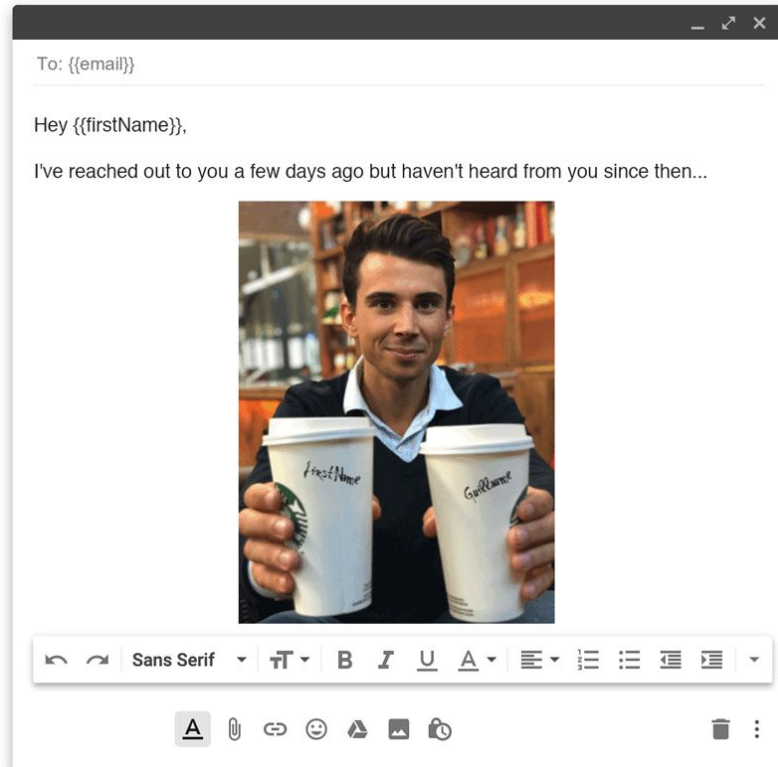 To: {{email}}
Hey {{firstName}},
I've reached out to you a few days ago but haven't heard from you since then...
firstName
Guillaume
Sans Serif